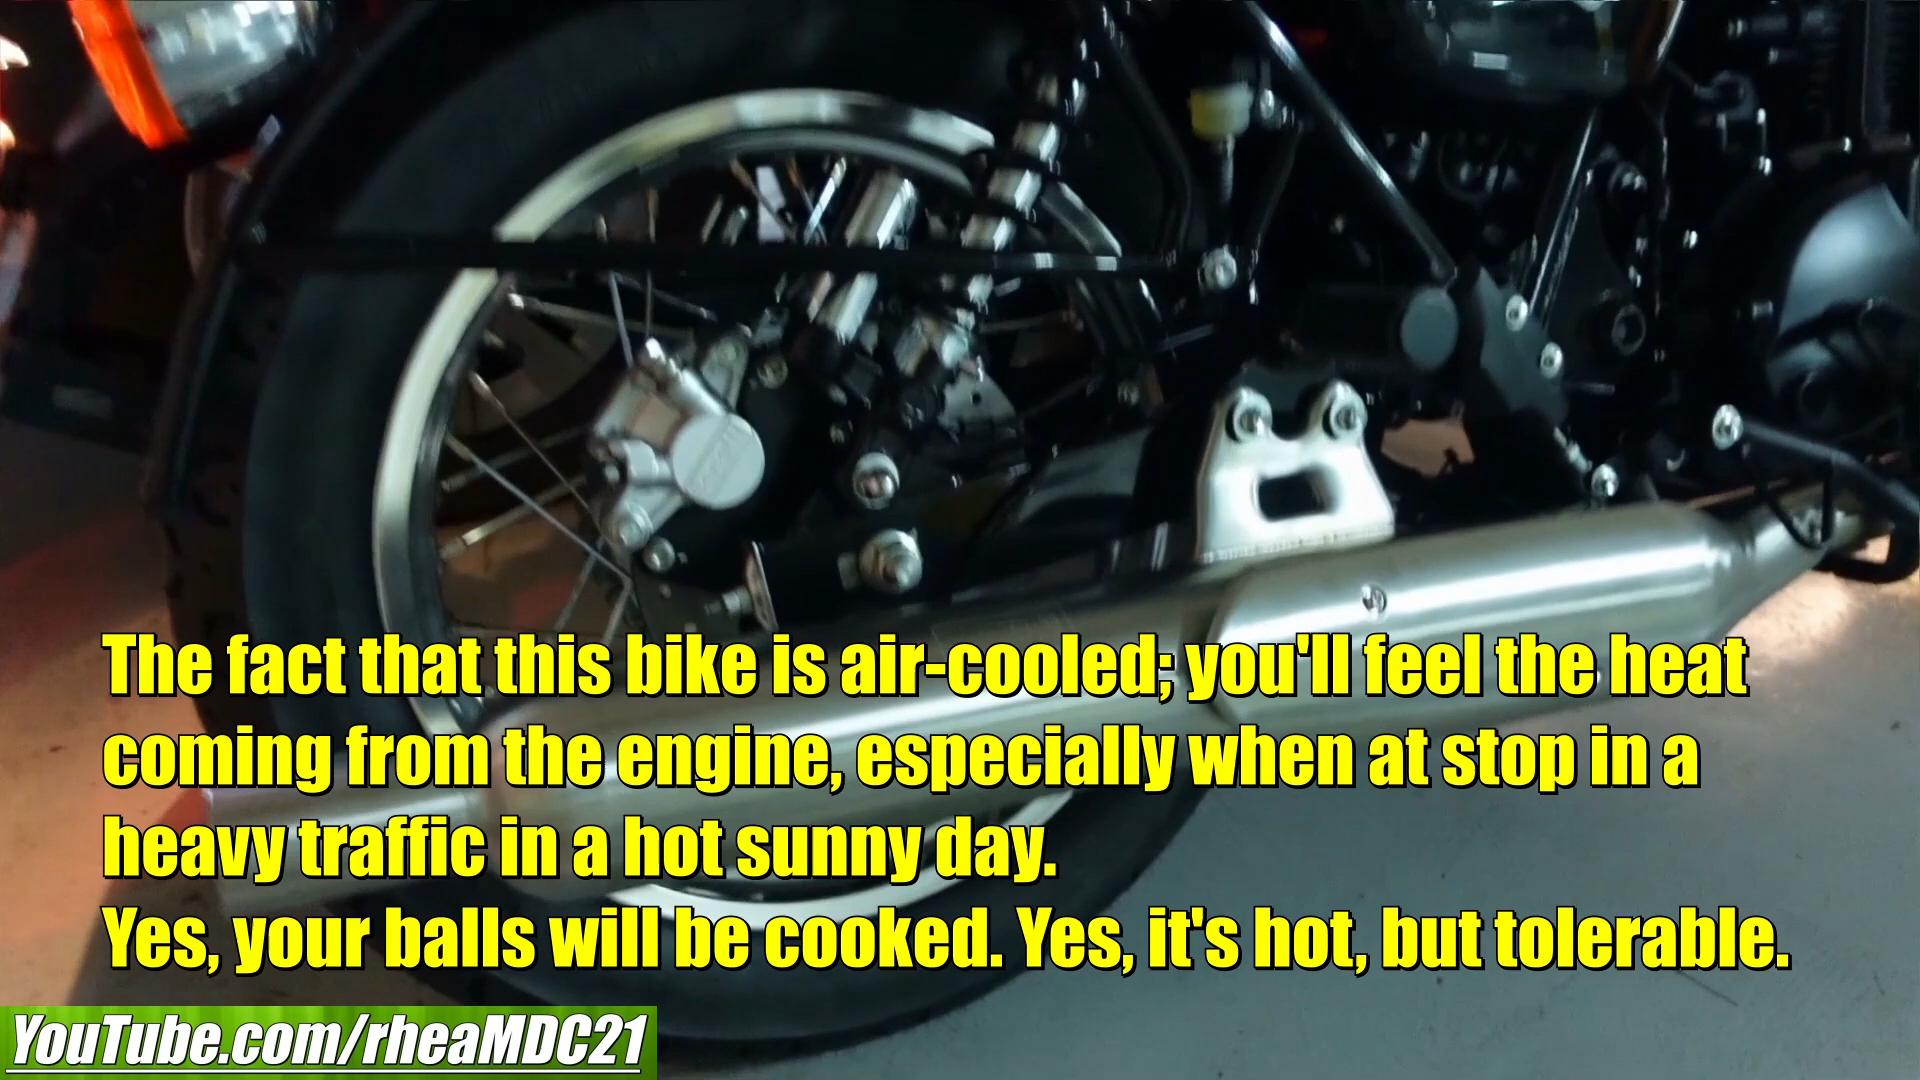 The fact that this bike is air-cooled; you'll feel the heat
coming from the engine, especially when at stop in a
heavy traffic in a hot sunny day.
Yes, your balls will be cooked. Yes, it's hot, but tolerable.
YouTube.com/rheaMDC21